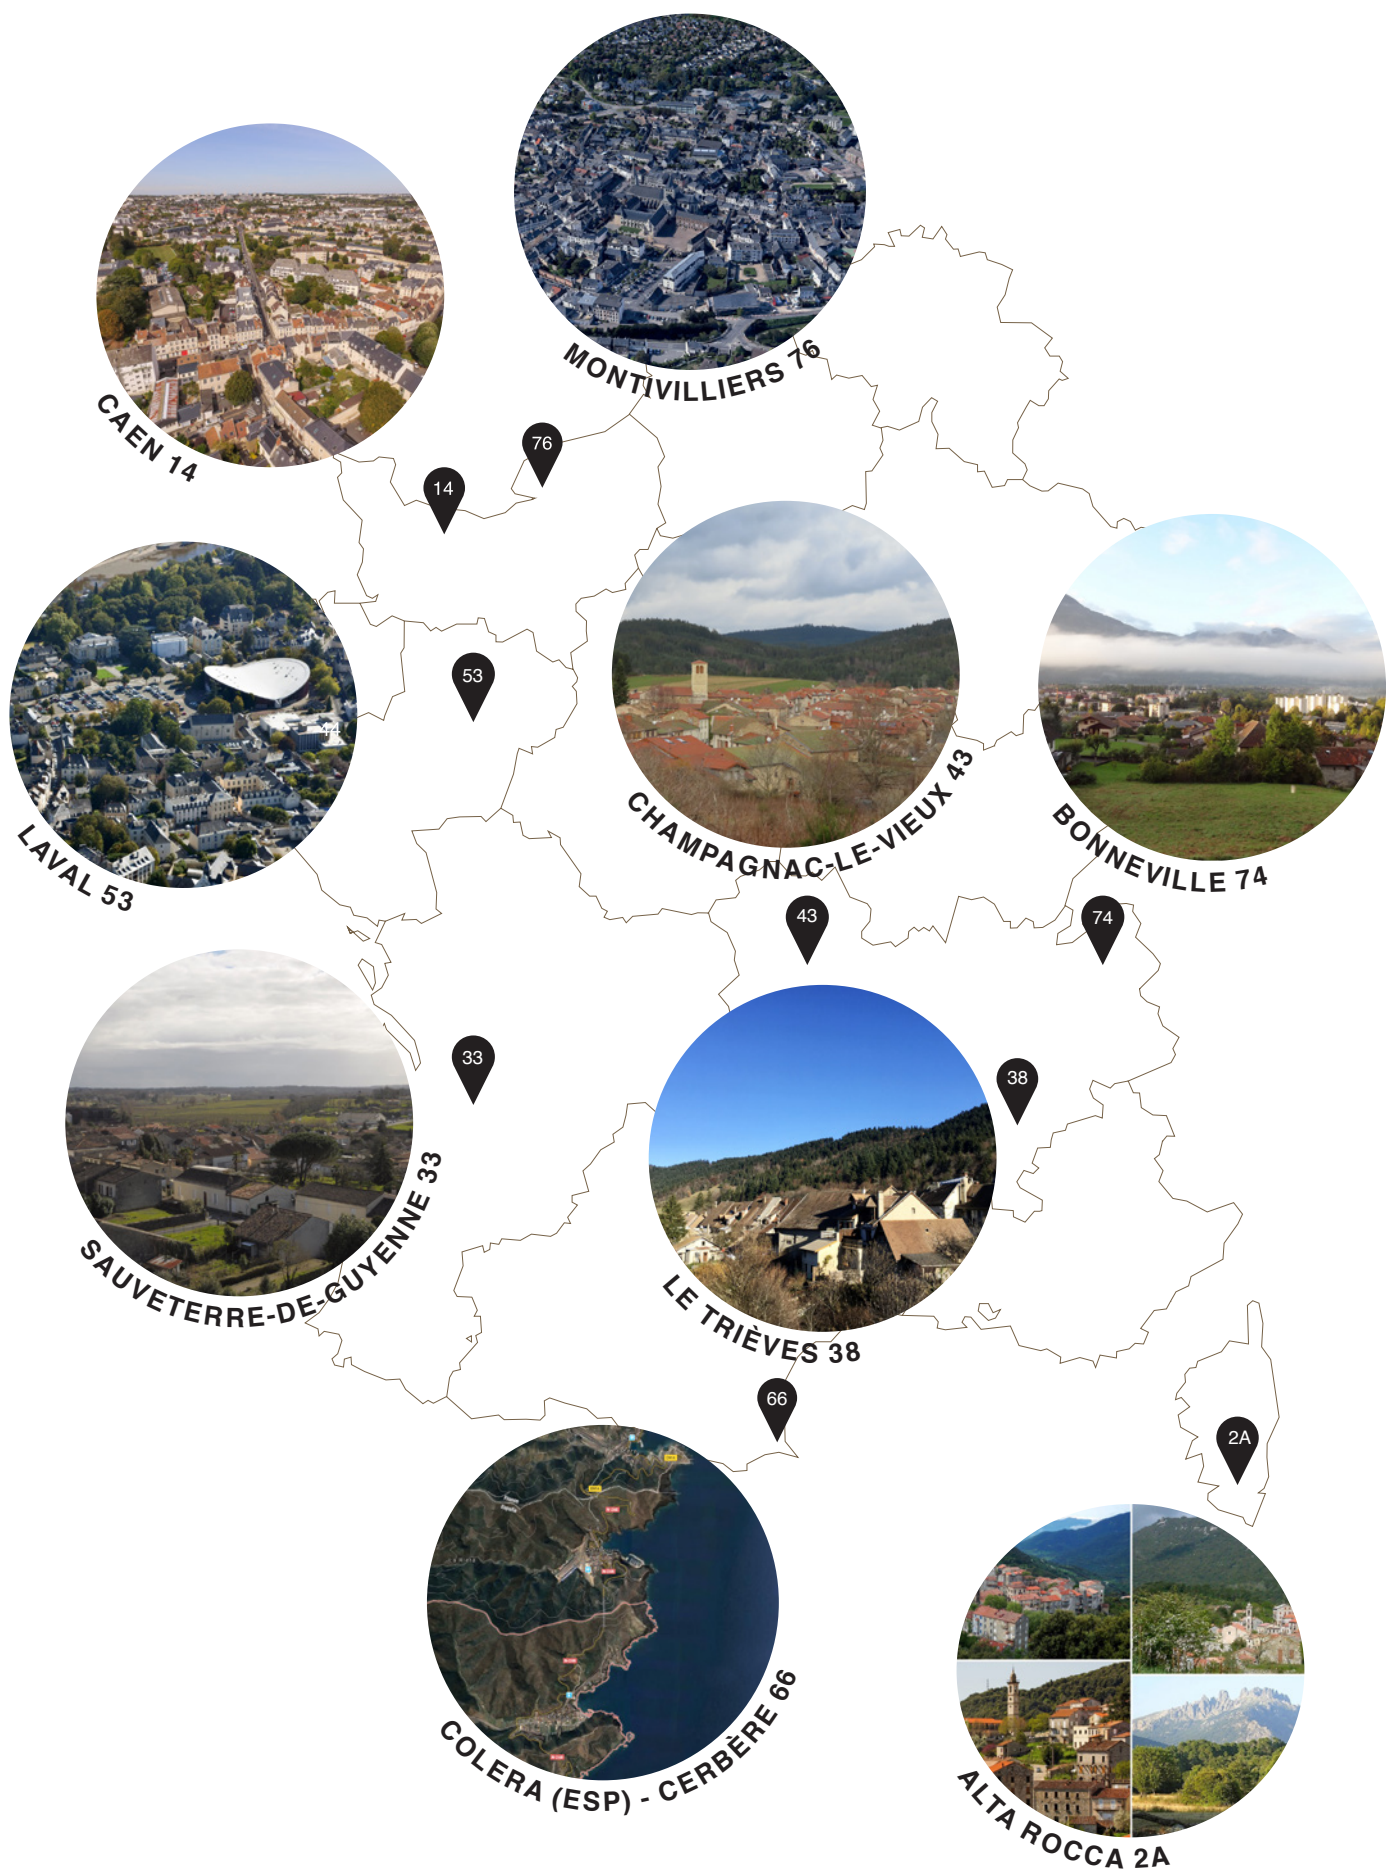 MONTIVILLIERS 76
CAEN 14
76
14
LAVAL 53
53
CHAMPAGNAC-LE-VIEUX 43
BONNEVILLE 74
43
74
SAUVETERRE-DE-GUYENNE 33
33
38
LE TRIÈVES 38
66
2A
COLERA (ESP) - CERBÈRE 66
ALTA ROCCA 2A